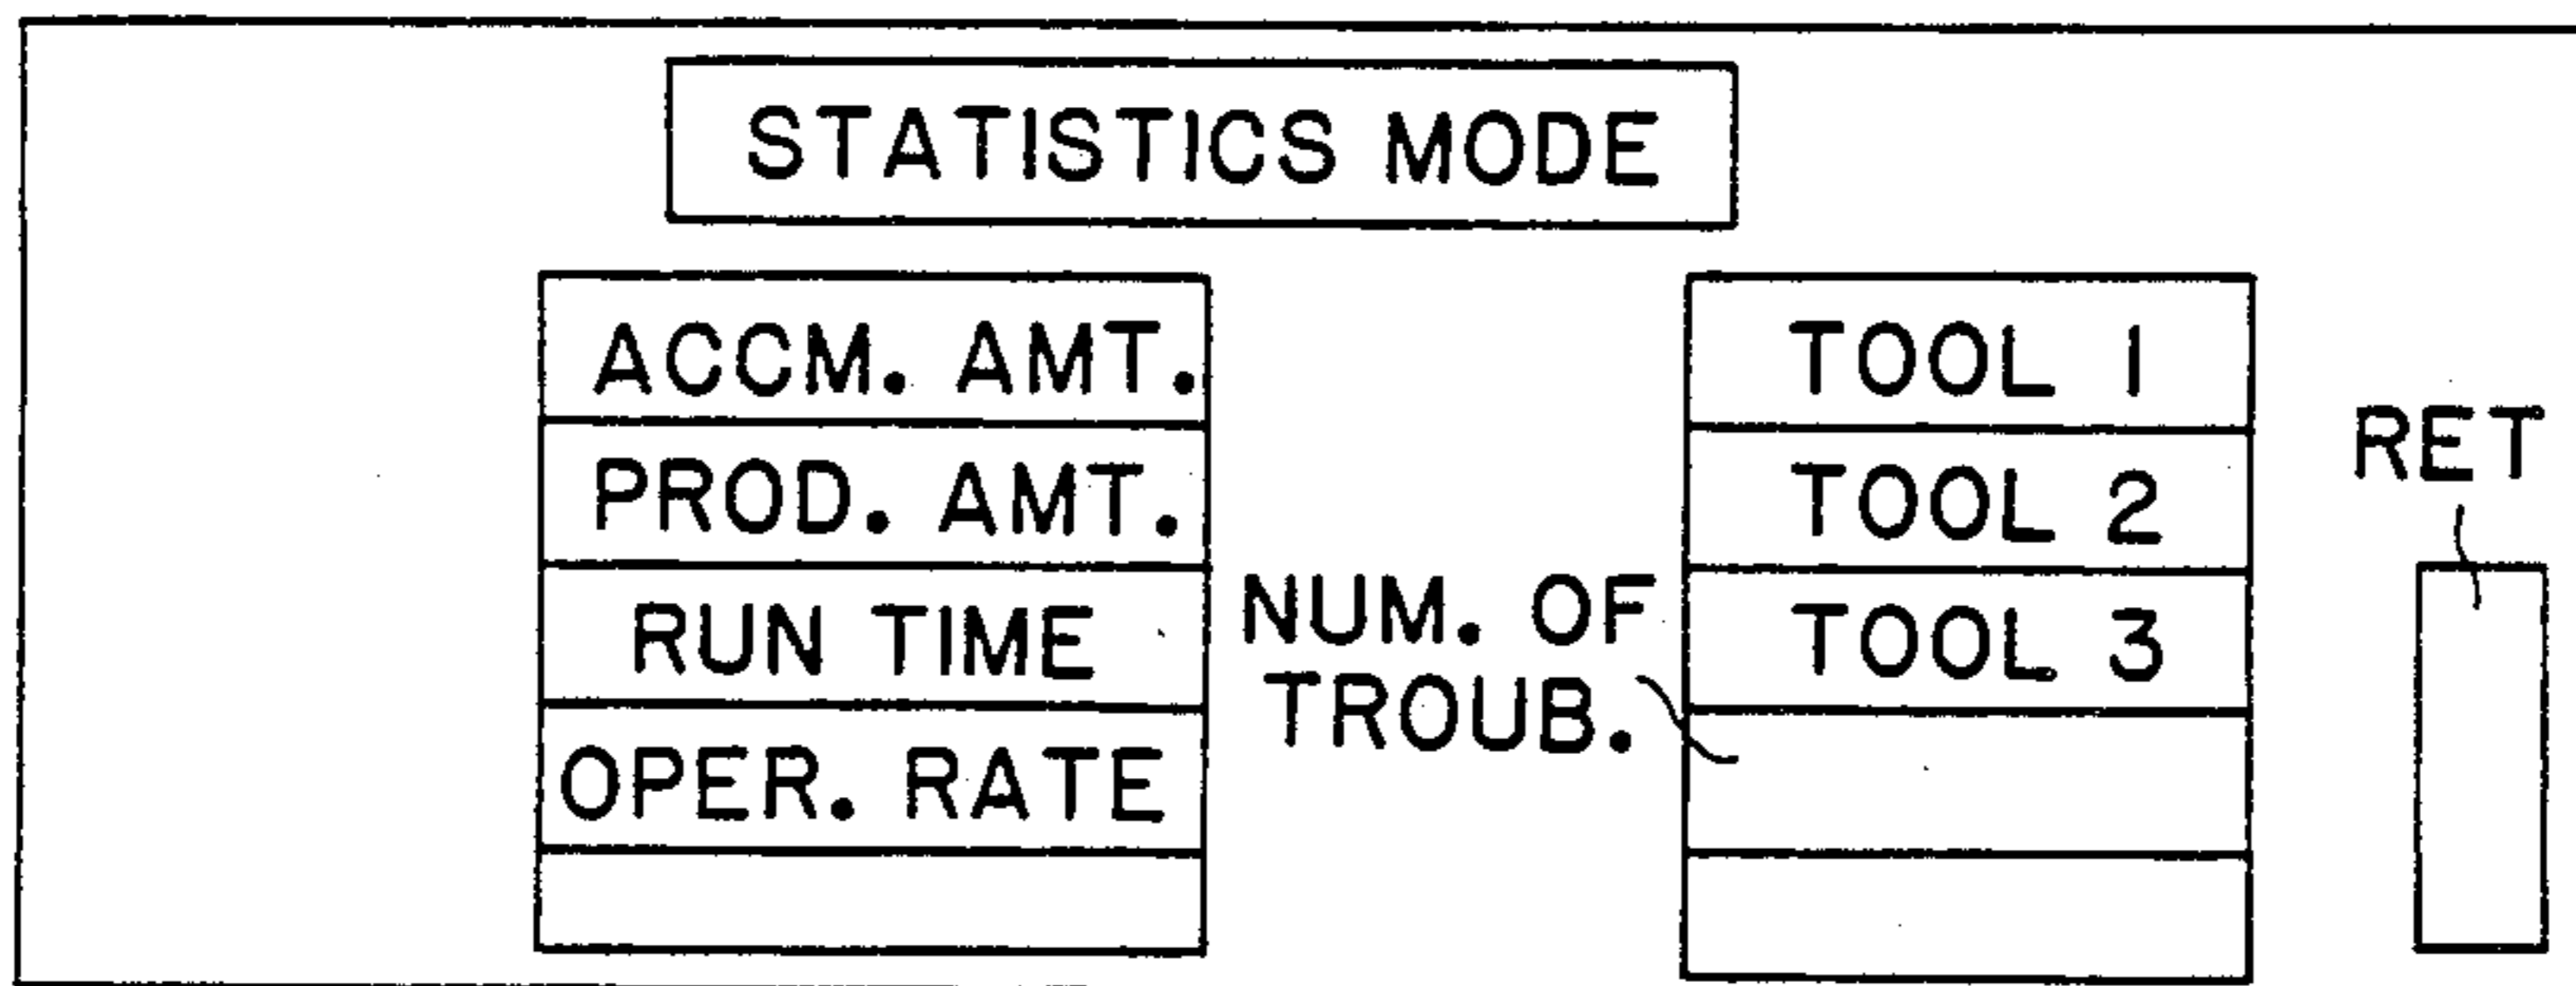 STATISTICS MODE
ACCM. AMT.
PROD. AMT.
RUN TIME
OPER. RATE
NUM. OF
TROUB.
TOOL 1
TOOL 2
TOOL 3
RET